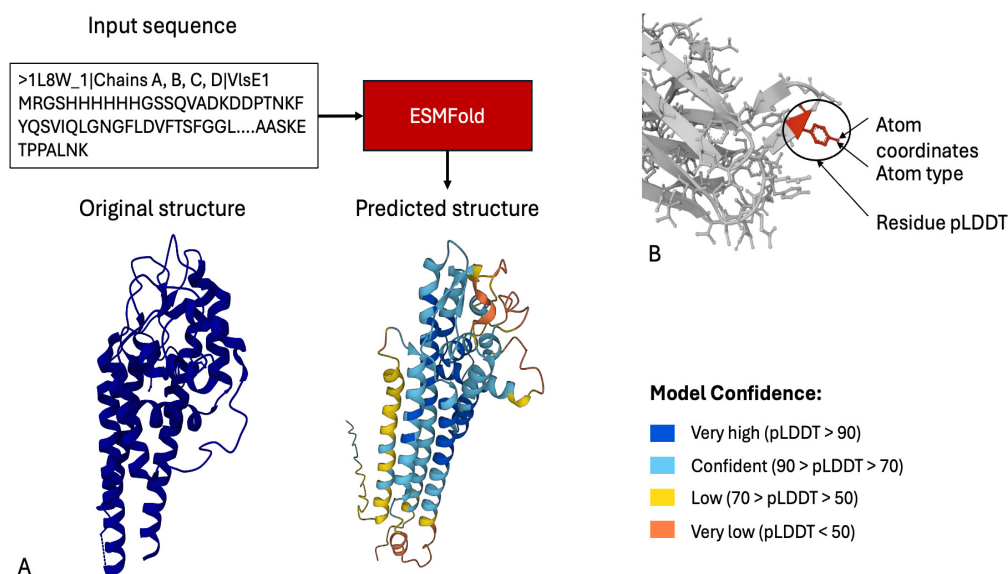 Input sequence
>1L8W_1|Chains A, B, C, D|VlsE1
MRGSHHHHHHGSSQVADKDDPTNKF
YQSVIQLGNGFLDVFTSFGGL....AASKE
TPPALNK
ESMFold
Original structure
Predicted structure
A
Atom
coordinates
Atom type
Residue pLDDT
B
Model Confidence:
Very high (pLDDT > 90)
Confident (90 > pLDDT > 70)
Low (70 > pLDDT > 50)
Very low (pLDDT < 50)